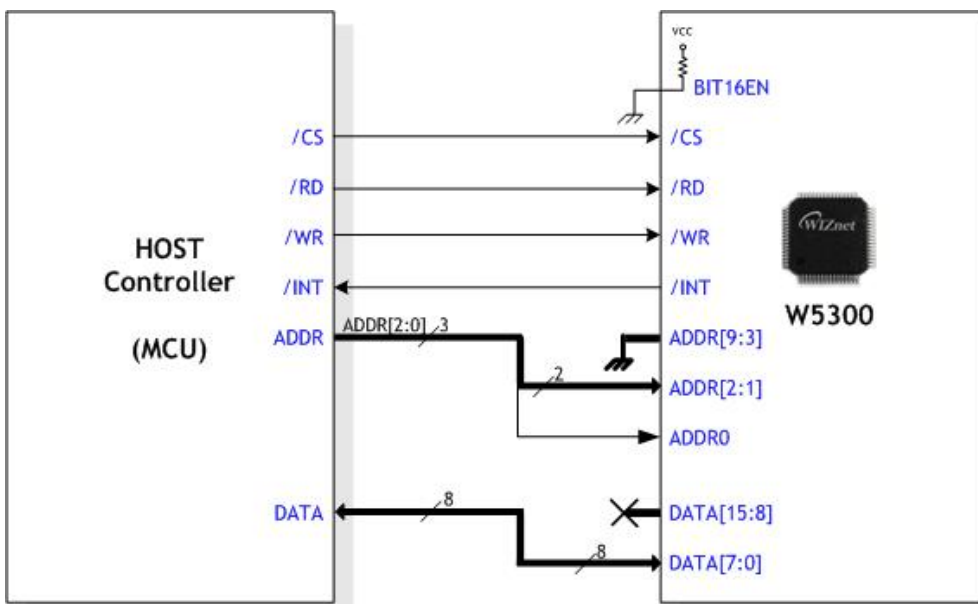 vcc
BIT16EN
/CS
/CS
/RD
/RD
/WR
/WR
WIZnet
HOST
Controller
(MCU)
/INT
/INT
W5300
ADDR
ADDR[2:0]
3
ADDR[9:3]
2
ADDR[2:1]
ADDR0
DATA
8
DATA[15:8]
8
DATA[7:0]